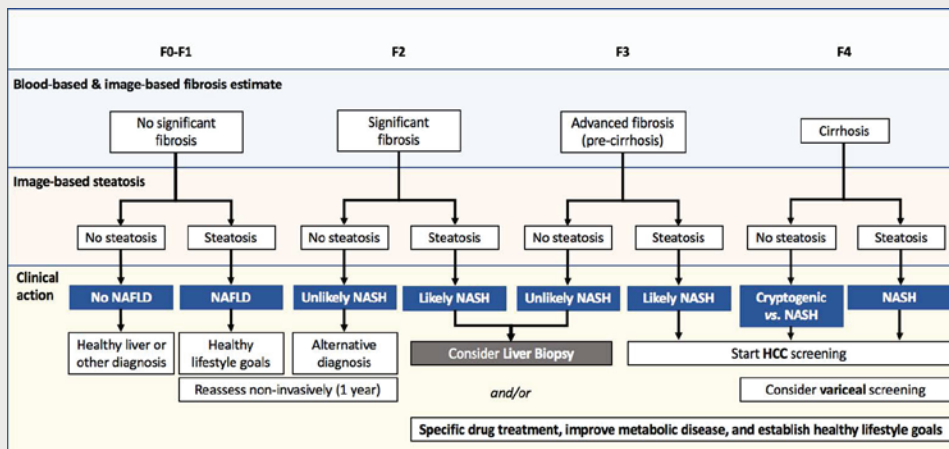 F0-F1
F2
F3
F4
Blood-based & image-based fibrosis estimate
No significant
fibrosis
Significant
fibrosis
Advanced fibrosis
(pre-cirrhosis)
Cirrhosis
Image-based steatosis
No steatosis
Steatosis
No steatosis
Steatosis
No steatosis
Steatosis
No steatosis
Steatosis
Clinical
action
No NAFLD
NAFLD
Unlikely NASH
Likely NASH
Unlikely NASH
Likely NASH
Cryptogenic
vs. NASH
NASH
Healthy liver or
other diagnosis
Healthy
lifestyle goals
Alternative
diagnosis
Consider Liver Biopsy
Start HCC screening
Reassess non-invasively (1 year)
and/or
Consider variceal screening
Specific drug treatment, improve metabolic disease, and establish healthy lifestyle goals